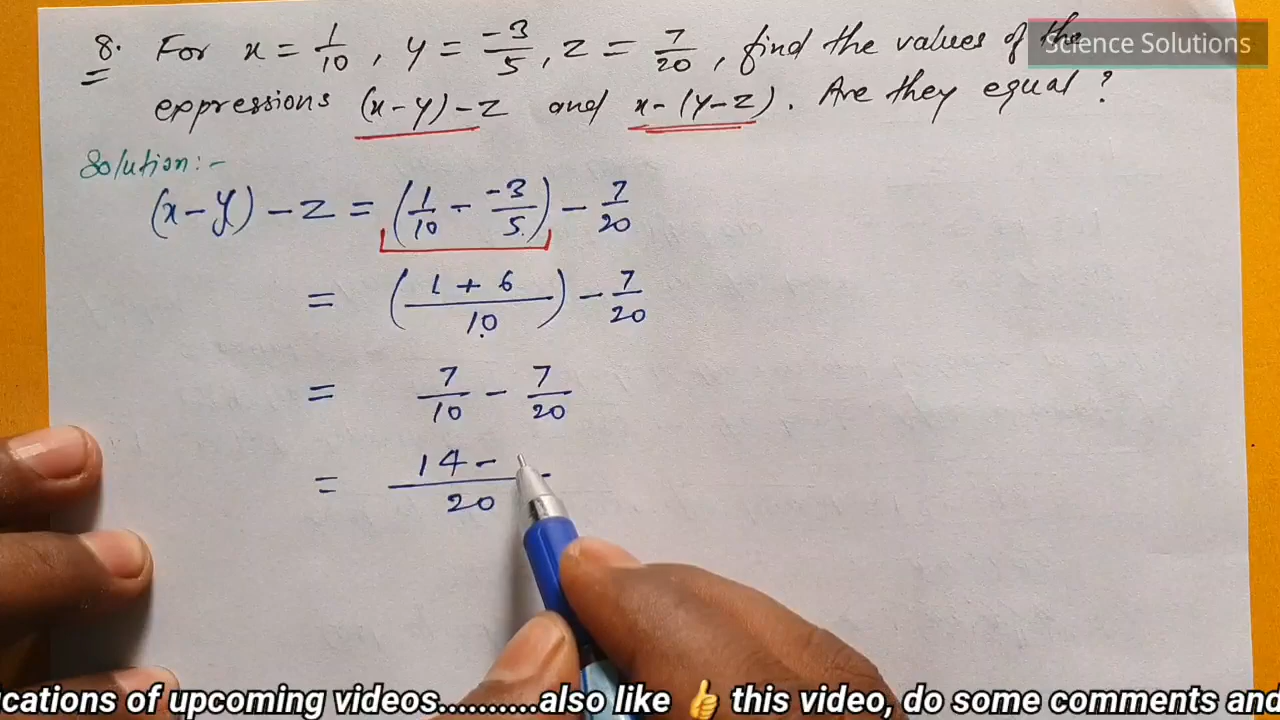 Science Solutions
8. For x = 1/10, y = -3/5, z = 7/20, find the values of the
expressions (x-y)-z and x-(y-z). Are they equal?
Solution:-
(x-y)-z = (1/10 - -3/5) - 7/20
= (1+6/10) - 7/20
= 7/10 - 7/20
= 14-/20
ications of upcoming videos..........also like 👍 this video, do some comments and